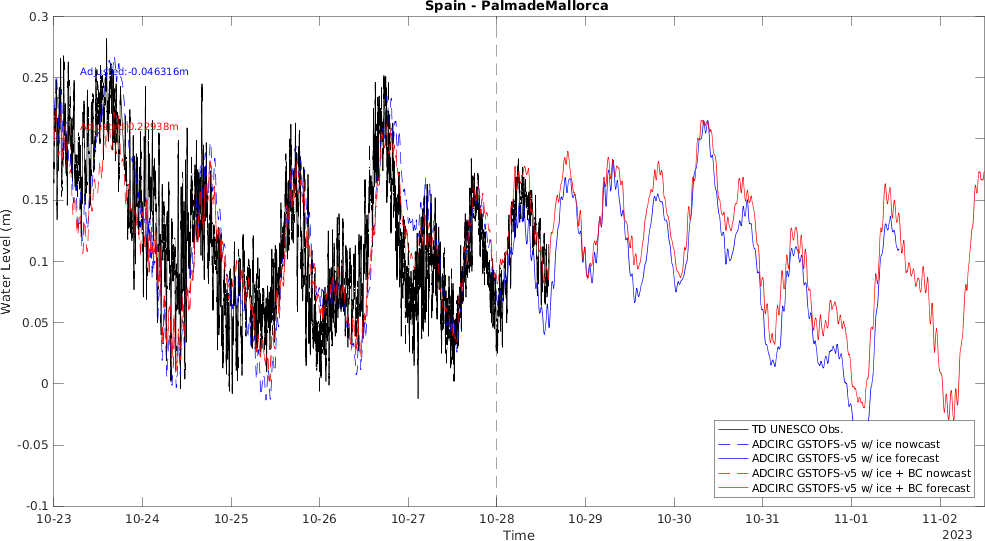 Spain - PalmadeMallorca
0.3
0.25
0.2
0.15
0.1
0.05
0
-0.05
-0.1
Water Level (m)
Adjusted:-0.046316m
TD UNESCO Obs.
ADCIRC GSTOFS-v5 w/ ice nowcast
ADCIRC GSTOFS-v5 w/ ice forecast
ADCIRC GSTOFS-v5 w/ ice + BC nowcast
ADCIRC GSTOFS-v5 w/ ice + BC forecast
10-23
10-24
10-25
10-26
10-27
10-28
10-29
10-30
10-31
11-01
11-02
Time
2023